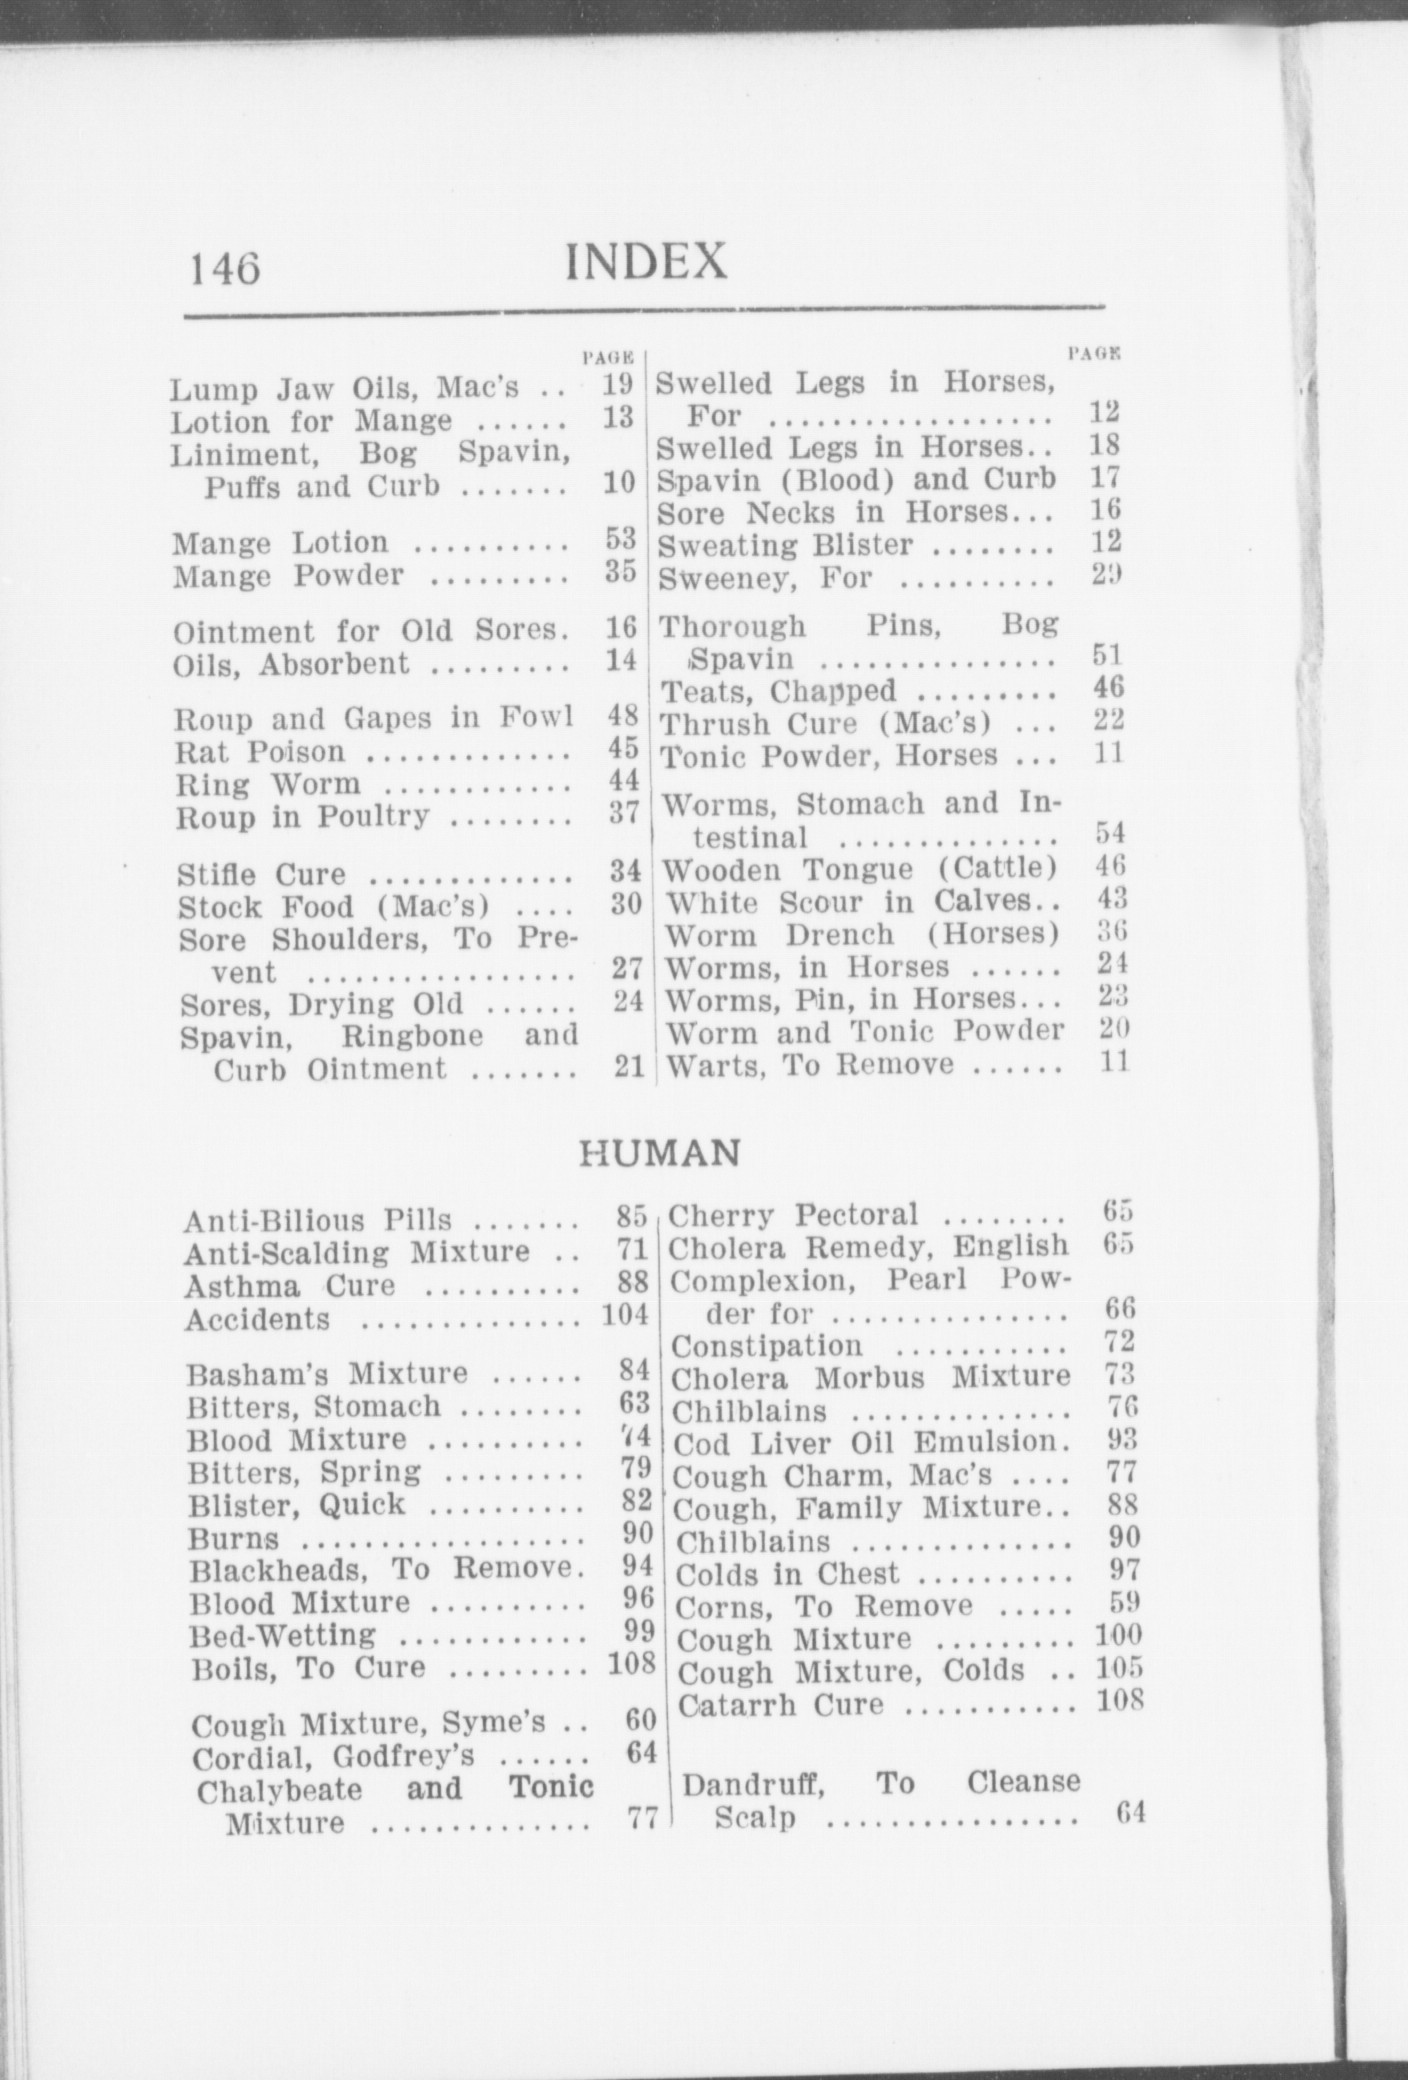 146 INDEX
PAGE
Lump Jaw Oils, Mac's .. 19
Lotion for Mange ...... 13
Liniment, Bog Spavin,
Puffs and Curb ....... 10
Mange Lotion .......... 53
Mange Powder ......... 35
Ointment for Old Sores. 16
Oils, Absorbent ......... 14
Roup and Gapes in Fowl 48
Rat Poison ............. 45
Ring Worm ............ 44
Roup in Poultry ........ 37
Stifle Cure ............. 34
Stock Food (Mac's) .... 30
Sore Shoulders, To Pre-
vent ................. 27
Sores, Drying Old ...... 24
Spavin, Ringbone and
Curb Ointment ....... 21
PAGE
Swelled Legs in Horses,
For .................. 12
Swelled Legs in Horses.. 18
Spavin (Blood) and Curb 17
Sore Necks in Horses... 16
Sweating Blister ........ 12
Sweeney, For .......... 29
Thorough Pins, Bog
Spavin ............... 51
Teats, Chapped ......... 46
Thrush Cure (Mac's) ... 22
Tonic Powder, Horses ... 11
Worms, Stomach and In-
testinal .............. 54
Wooden Tongue (Cattle) 46
White Scour in Calves.. 43
Worm Drench (Horses) 36
Worms, in Horses ...... 24
Worms, Pin, in Horses... 23
Worm and Tonic Powder 20
Warts, To Remove ...... 11
HUMAN
Anti-Bilious Pills ....... 85
Anti-Scalding Mixture .. 71
Asthma Cure .......... 88
Accidents .............. 104
Basham's Mixture ...... 84
Bitters, Stomach ........ 63
Blood Mixture .......... 74
Bitters, Spring ......... 79
Blister, Quick .......... 82
Burns .................. 90
Blackheads, To Remove. 94
Blood Mixture .......... 96
Bed-Wetting ............ 99
Boils, To Cure ......... 108
Cough Mixture, Syme's .. 60
Cordial, Godfrey's ...... 64
Chalybeate and Tonic
Mixture .............. 77
Cherry Pectoral ........ 65
Cholera Remedy, English 65
Complexion, Pearl Pow-
der for ............... 66
Constipation ........... 72
Cholera Morbus Mixture 73
Chilblains .............. 76
Cod Liver Oil Emulsion. 93
Cough Charm, Mac's .... 77
Cough, Family Mixture.. 88
Chilblains .............. 90
Colds in Chest .......... 97
Corns, To Remove ..... 59
Cough Mixture ......... 100
Cough Mixture, Colds .. 105
Catarrh Cure ........... 108
Dandruff, To Cleanse
Scalp ................ 64